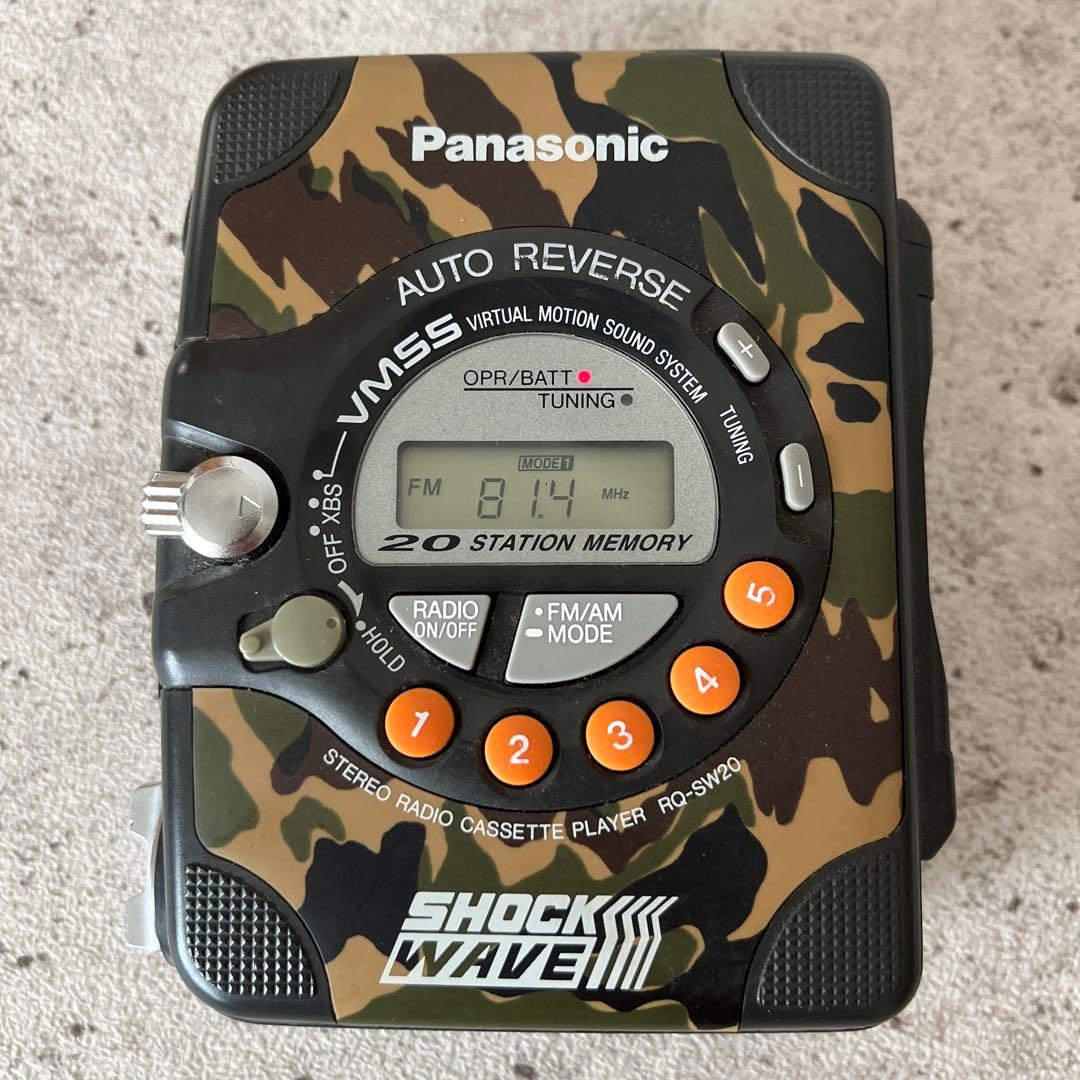 Panasonic
AUTO REVERSE
VMSS VIRTUAL MOTION SOUND SYSTEM
OPR/BATT
TUNING
+
TUNING
-
MODE 1
FM 81.4 MHz
20 STATION MEMORY
XBS
OFF
HOLD
RADIO
ON/OFF
FM/AM
MODE
1
2
3
4
5
STEREO RADIO CASSETTE PLAYER RQ-SW20
SHOCK
WAVE